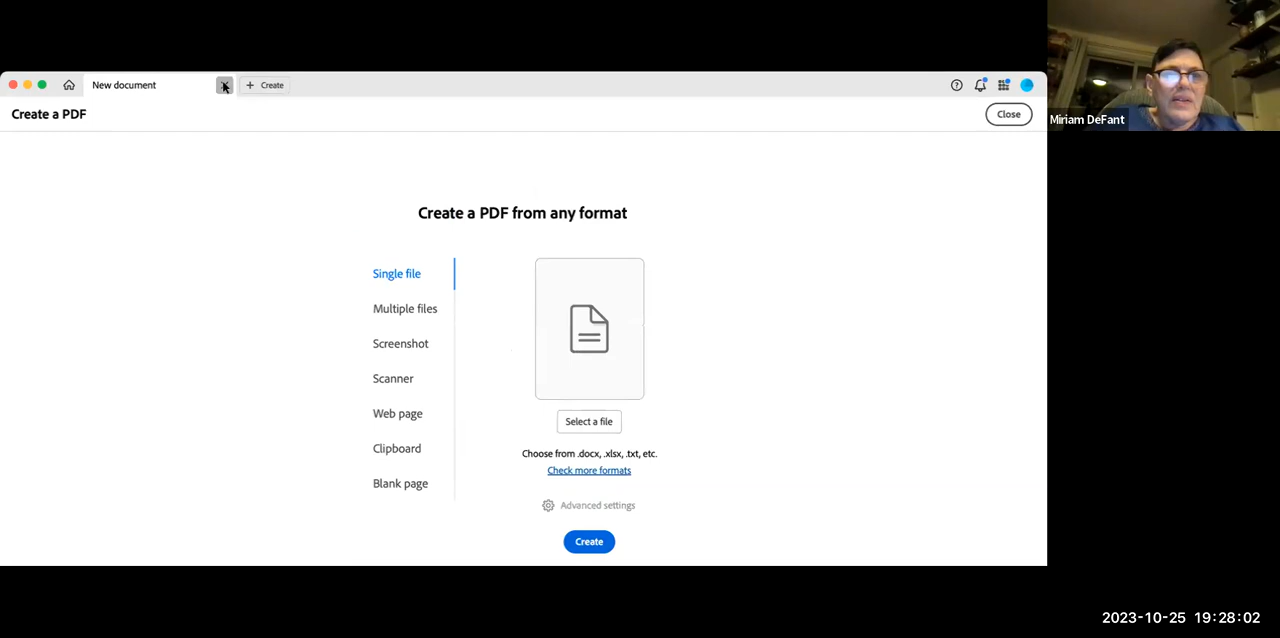 New document
+ Create
Create a PDF
Close
Miriam DeFant
Create a PDF from any format
Single file
Multiple files
Screenshot
Scanner
Web page
Clipboard
Blank page
Select a file
Choose from .docx, .xlsx, .txt, etc.
Check more formats
Advanced settings
Create
2023-10-25 19:28:02